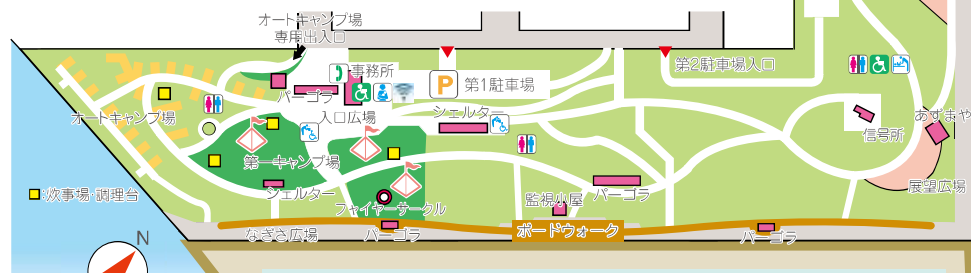 オートキャンプ場
専用出入口
事務所
P
第1駐車場
第2駐車場入口
パーゴラ
入口広場
シェルター
オートキャンプ場
あずまや
信号所
第一キャンプ場
シェルター
炊事場・調理台
ファイヤーサークル
監視小屋
パーゴラ
展望広場
なぎさ広場
パーゴラ
ボードウォーク
パーゴラ
N